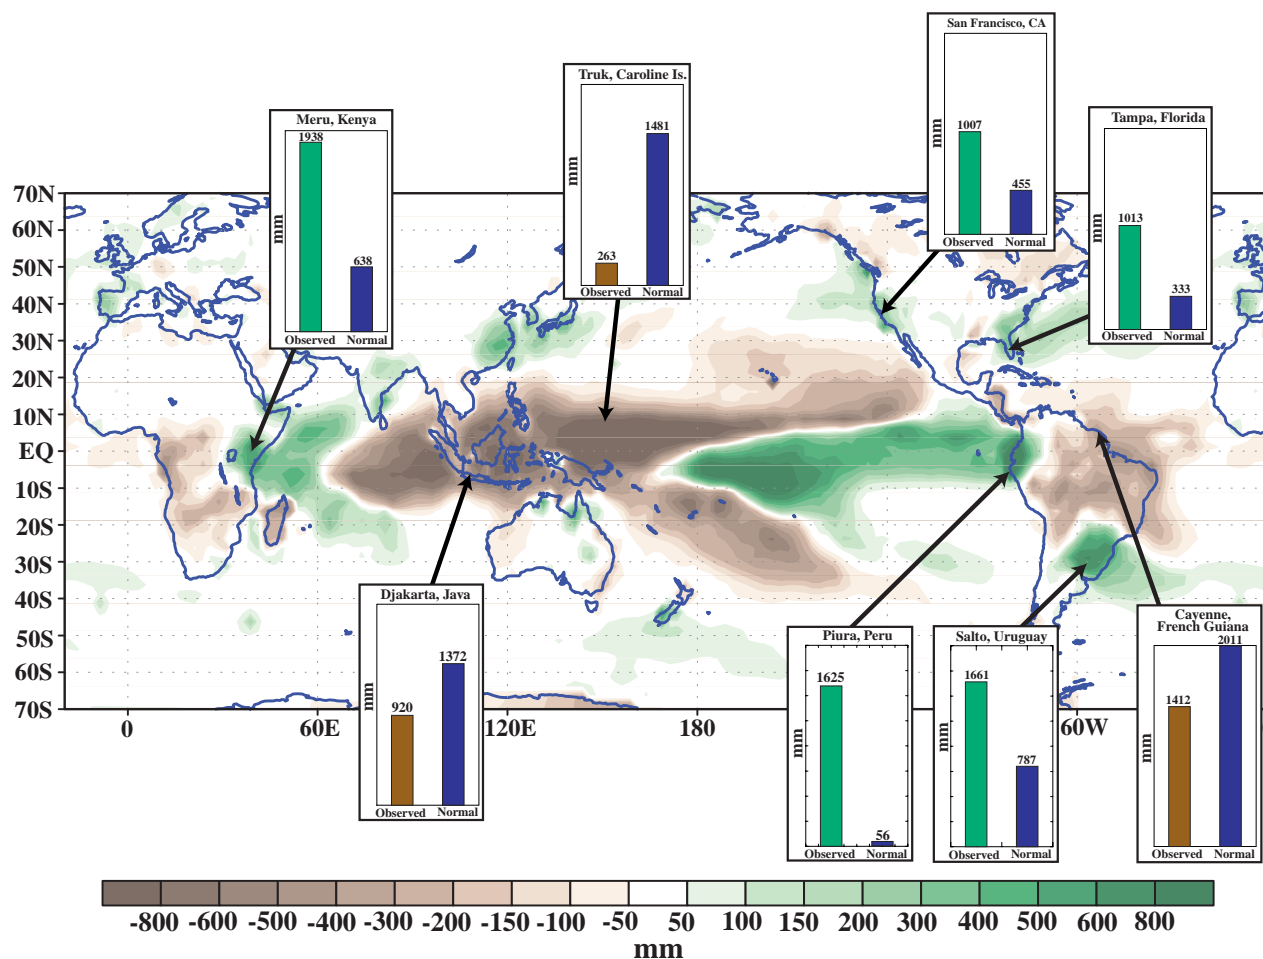 San Francisco, CA
mm
1007
455
Observed Normal
Truk, Caroline Is.
mm
263
1481
Observed Normal
Meru, Kenya
mm
1938
638
Observed Normal
Tampa, Florida
mm
1013
333
Observed Normal
70N
60N
50N
40N
30N
20N
10N
EQ
10S
20S
30S
40S
50S
60S
70S
0
60E
120E
180
60W
Djakarta, Java
mm
920
1372
Observed Normal
Piura, Peru
mm
1625
56
Observed Normal
Salto, Uruguay
mm
1661
787
Observed Normal
Cayenne,
French Guiana
mm
1412
2011
Observed Normal
-800 -600 -500 -400 -300 -200 -150 -100 -50 50 100 150 200 300 400 500 600 800
mm